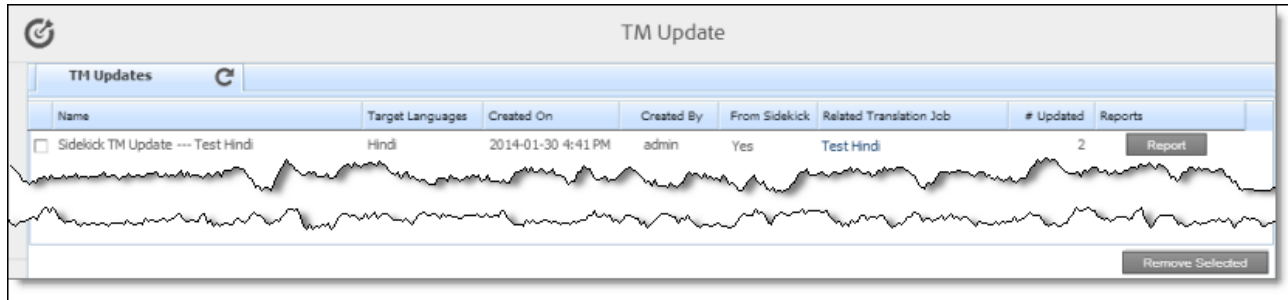 TM Update
TM Updates
Name Target Languages Created On Created By From Sidekick Related Translation Job # Updated Reports
Sidekick TM Update --- Test Hindi Hindi 2014-01-30 4:41 PM admin Yes Test Hindi 2 Report
Remove Selected